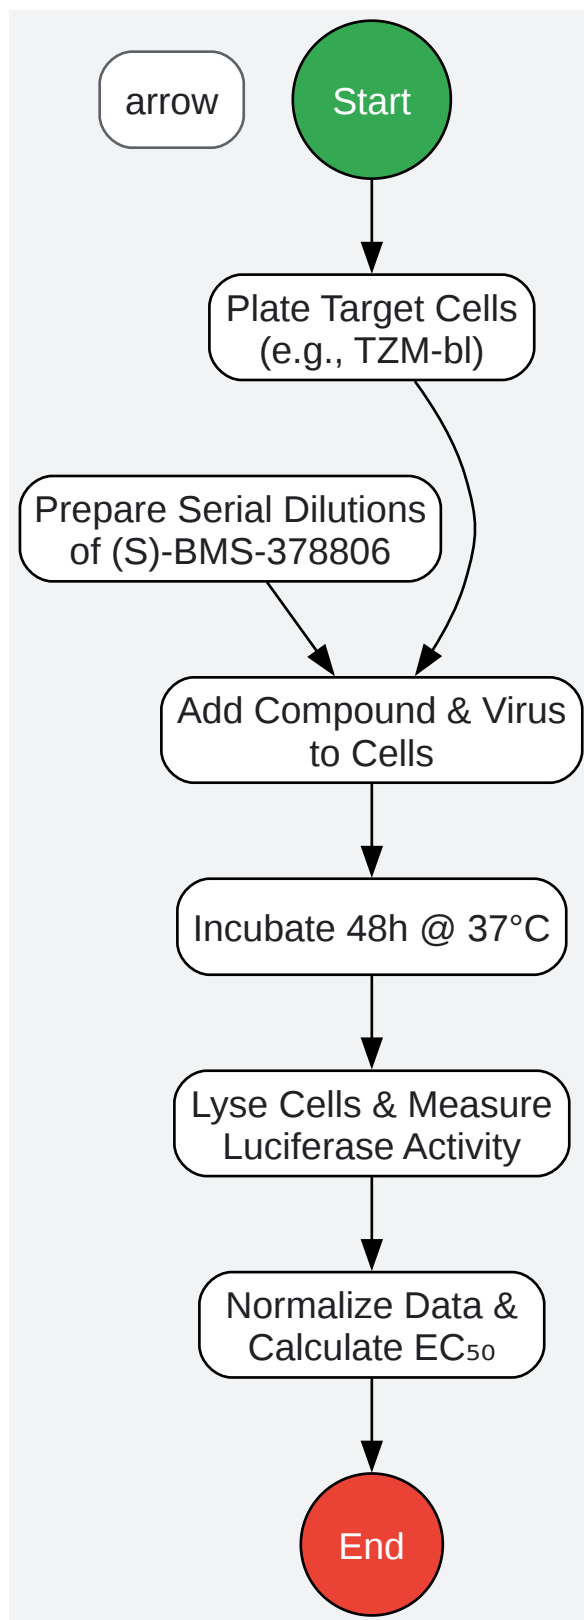 arrow
Start
Plate Target Cells
(e.g., TZM-bl)
Prepare Serial Dilutions
of (S)-BMS-378806
Add Compound & Virus
to Cells
Incubate 48h @ 37°C
Lyse Cells & Measure
Luciferase Activity
Normalize Data &
Calculate EC₅₀
End